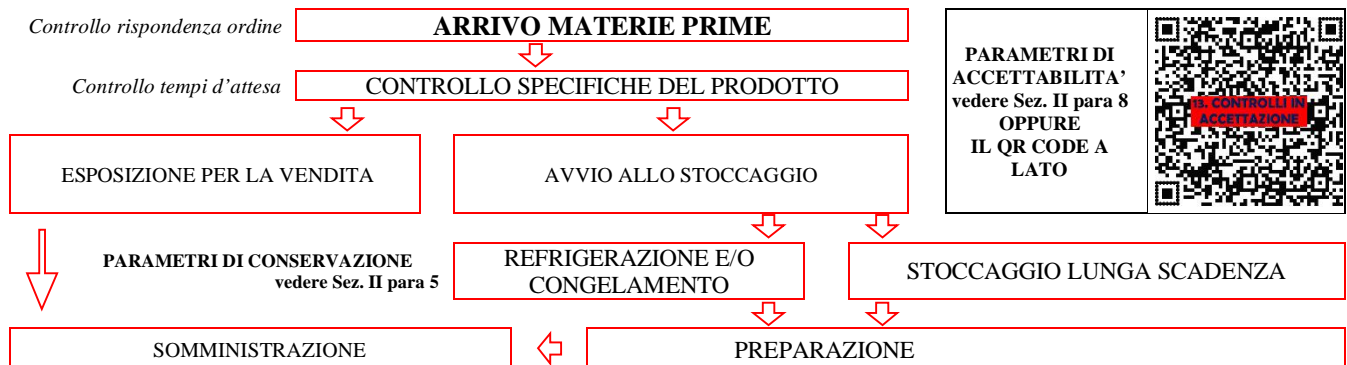 Controllo rispondenza ordine
ARRIVO MATERIE PRIME
Controllo tempi d’attesa
CONTROLLO SPECIFICHE DEL PRODOTTO
PARAMETRI DI
ACCETTABILITA’
vedere Sez. II para 8
OPPURE
IL QR CODE A
LATO
13. CONTROLLI IN
ACCETTAZIONE
ESPOSIZIONE PER LA VENDITA
AVVIO ALLO STOCCAGGIO
PARAMETRI DI CONSERVAZIONE
vedere Sez. II para 5
REFRIGERAZIONE E/O
CONGELAMENTO
STOCCAGGIO LUNGA SCADENZA
SOMMINISTRAZIONE
PREPARAZIONE